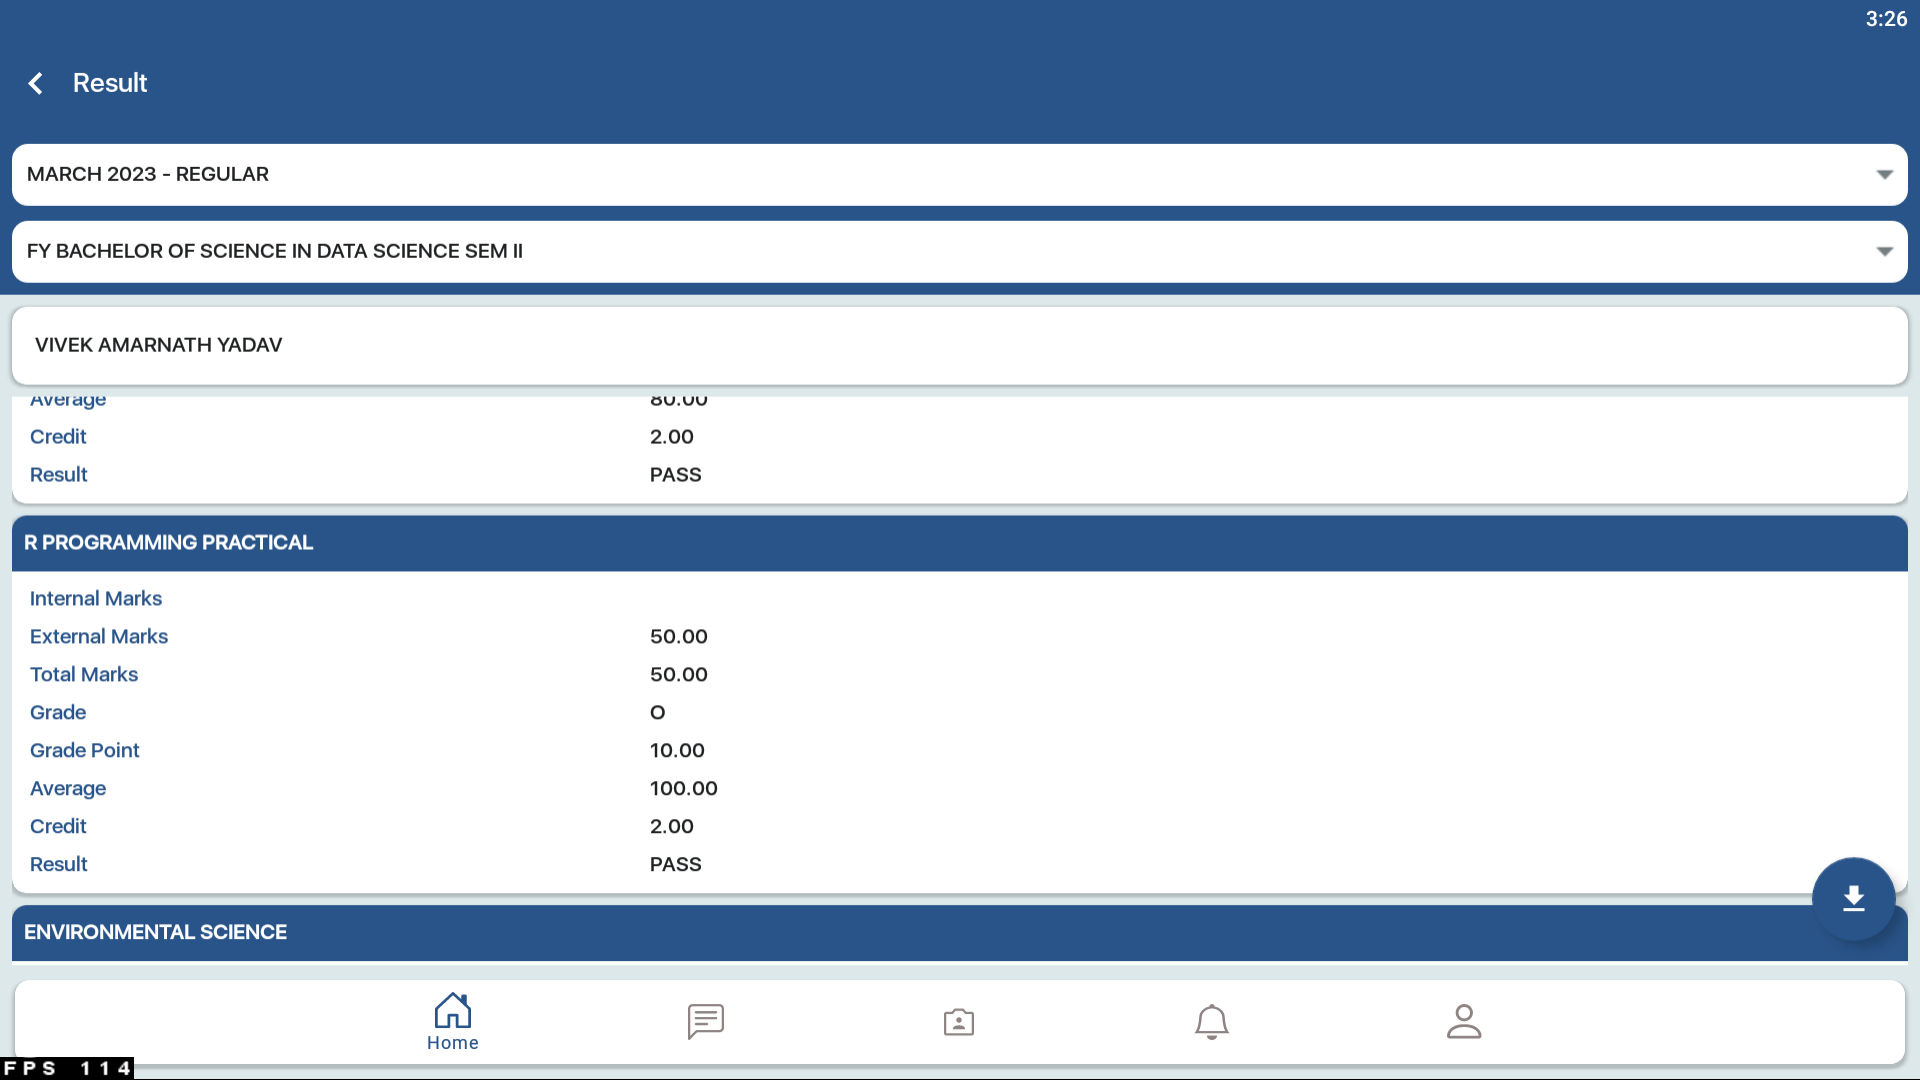 3:26
Result
MARCH 2023 - REGULAR
FY BACHELOR OF SCIENCE IN DATA SCIENCE SEM II
VIVEK AMARNATH YADAV
Average 80.00
Credit 2.00
Result PASS
R PROGRAMMING PRACTICAL
Internal Marks
External Marks 50.00
Total Marks 50.00
Grade O
Grade Point 10.00
Average 100.00
Credit 2.00
Result PASS
ENVIRONMENTAL SCIENCE
Home
FPS 114